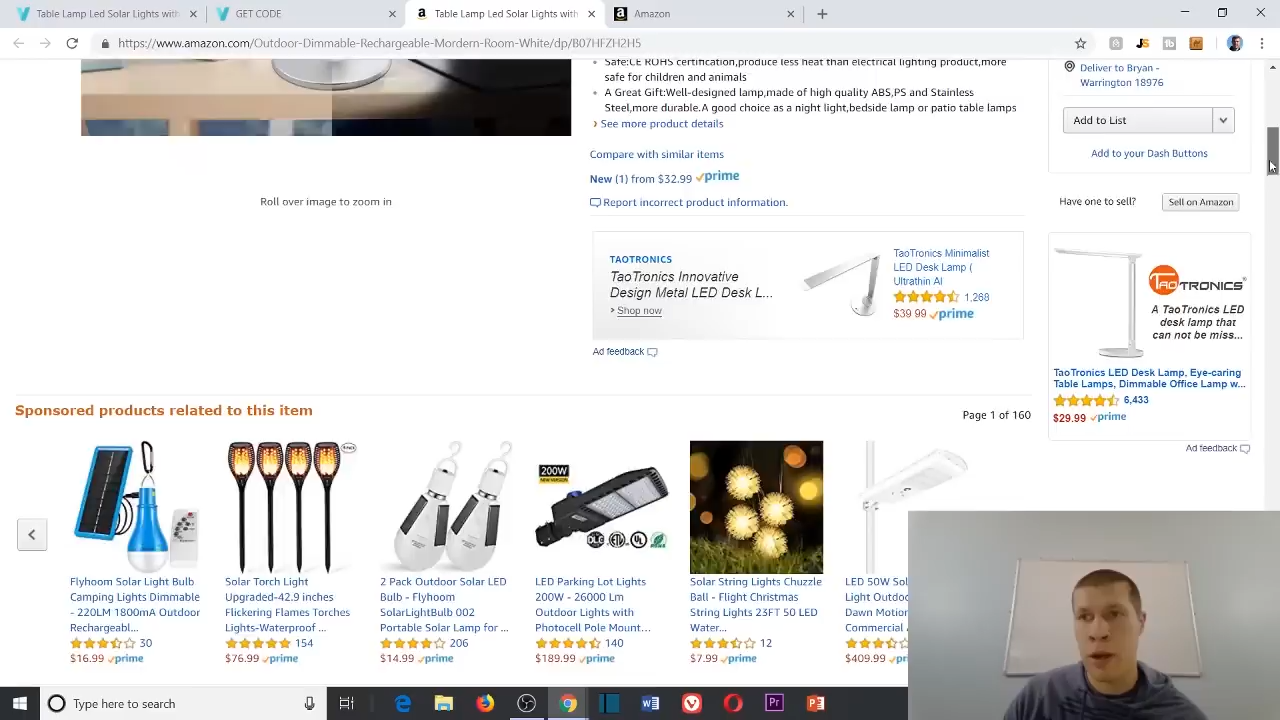 Table Lamp Led Solar Lights with
GET CODE
Table Lamp Led Solar Lights with
Amazon
https://www.amazon.com/Outdoor-Dimmable-Rechargeable-Mordern-Room-White/dp/B07HFZH2H5
Safe:CE ROHS certification,produce less heat than electrical lighting product,more
safe for children and animals
A Great Gift:Well-designed lamp,made of high quality ABS,PS and Stainless
Steel,more durable.A good choice as a night light,bedside lamp or patio table lamps
› See more product details
Compare with similar items
New (1) from $32.99 prime
Report incorrect product information.
Roll over image to zoom in
Deliver to Bryan -
Warrington 18976
Add to List
Add to your Dash Buttons
Have one to sell?
Sell on Amazon
TAOTRONICS
TaoTronics Innovative
Design Metal LED Desk L...
› Shop now
TaoTronics Minimalist
LED Desk Lamp (
Ultrathin Al
1,268
$39.99 prime
Ad feedback
TAOTRONICS
A TaoTronics LED
desk lamp that
can not be miss...
TaoTronics LED Desk Lamp, Eye-caring
Table Lamps, Dimmable Office Lamp w...
6,433
$29.99 prime
Ad feedback
Sponsored products related to this item
Page 1 of 160
200W
DLC
Flyhoom Solar Light Bulb
Camping Lights Dimmable
- 220LM 1800mA Outdoor
Rechargeabl...
30
$16.99 prime
Solar Torch Light
Upgraded-42.9 inches
Flickering Flames Torches
Lights-Waterproof ...
154
$76.99 prime
2 Pack Outdoor Solar LED
Bulb - Flyhoom
SolarLightBulb 002
Portable Solar Lamp for ...
206
$14.99 prime
LED Parking Lot Lights
200W - 26000 Lm
Outdoor Lights with
Photocell Pole Mount...
140
$189.99 prime
Solar String Lights Chuzzle
Ball - Flight Christmas
String Lights 23FT 50 LED
Water...
12
$7.99 prime
LED 50W Sol
Light Outdoo
Dawn Motion
Commercial
$409.99
Type here to search